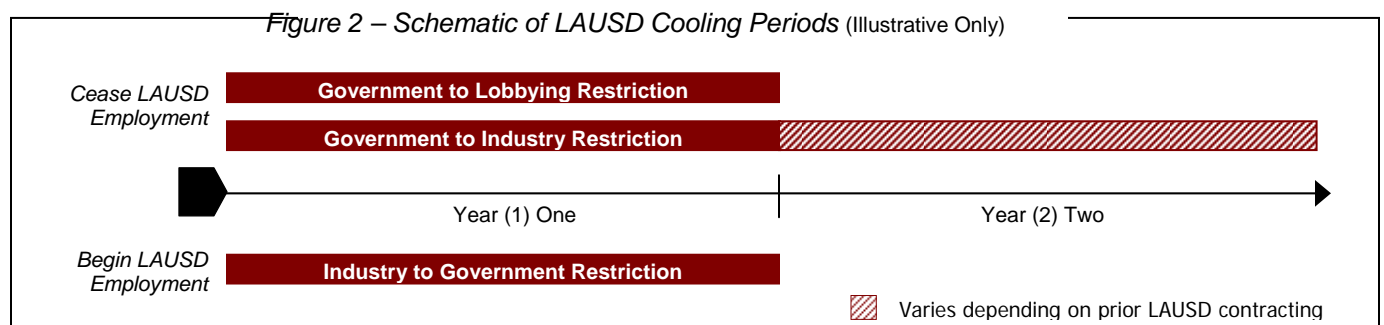 Figure 2 – Schematic of LAUSD Cooling Periods (Illustrative Only)
Cease LAUSD
Employment
Government to Lobbying Restriction
Government to Industry Restriction
Year (1) One
Year (2) Two
Begin LAUSD
Employment
Industry to Government Restriction
Varies depending on prior LAUSD contracting